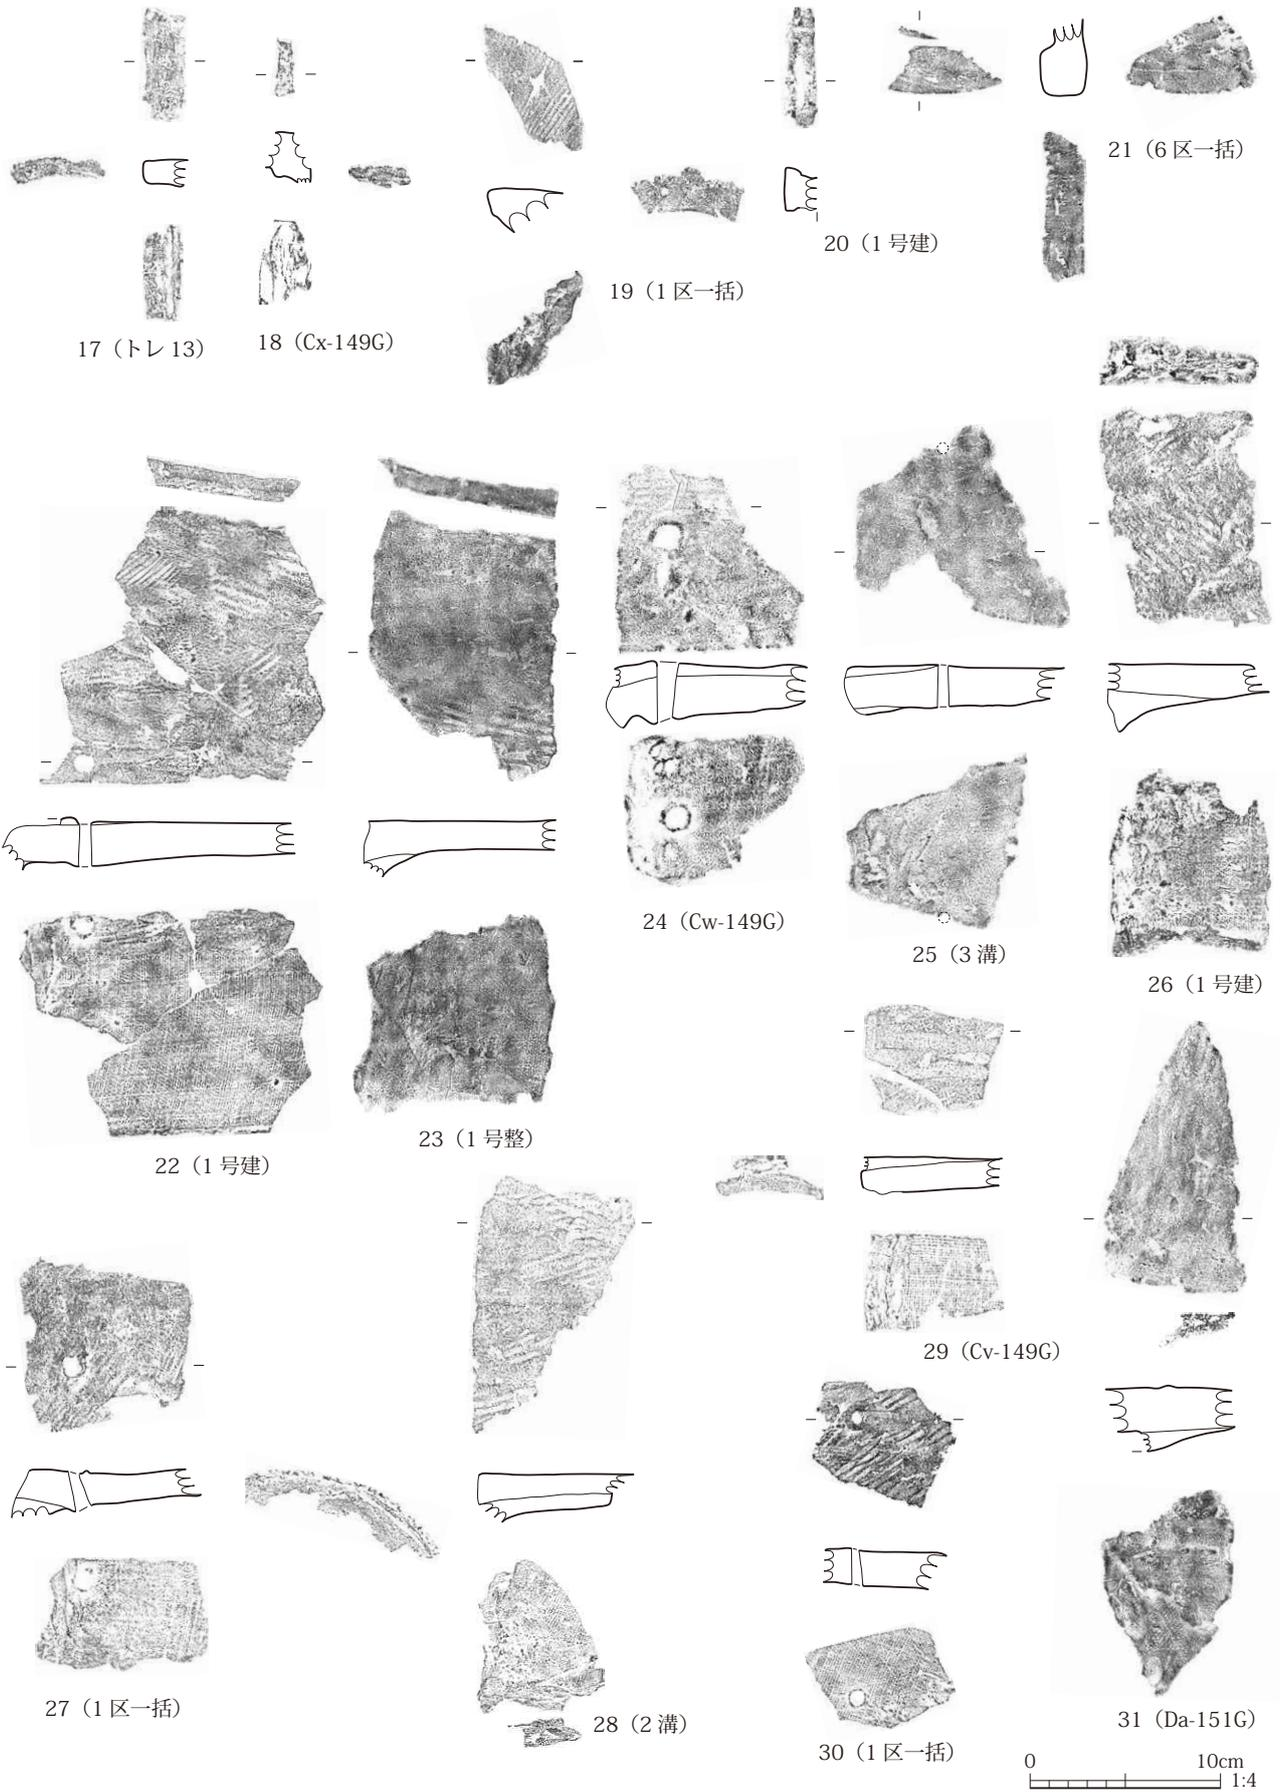 17（トレ 13）
18（Cx-149G）
19（1 区一括）
20（1 号建）
21（6 区一括）
22（1 号建）
23（1 号整）
24（Cw-149G）
25（3 溝）
26（1 号建）
27（1 区一括）
28（2 溝）
29（Cv-149G）
30（1 区一括）
31（Da-151G）
0 10cm
1:4